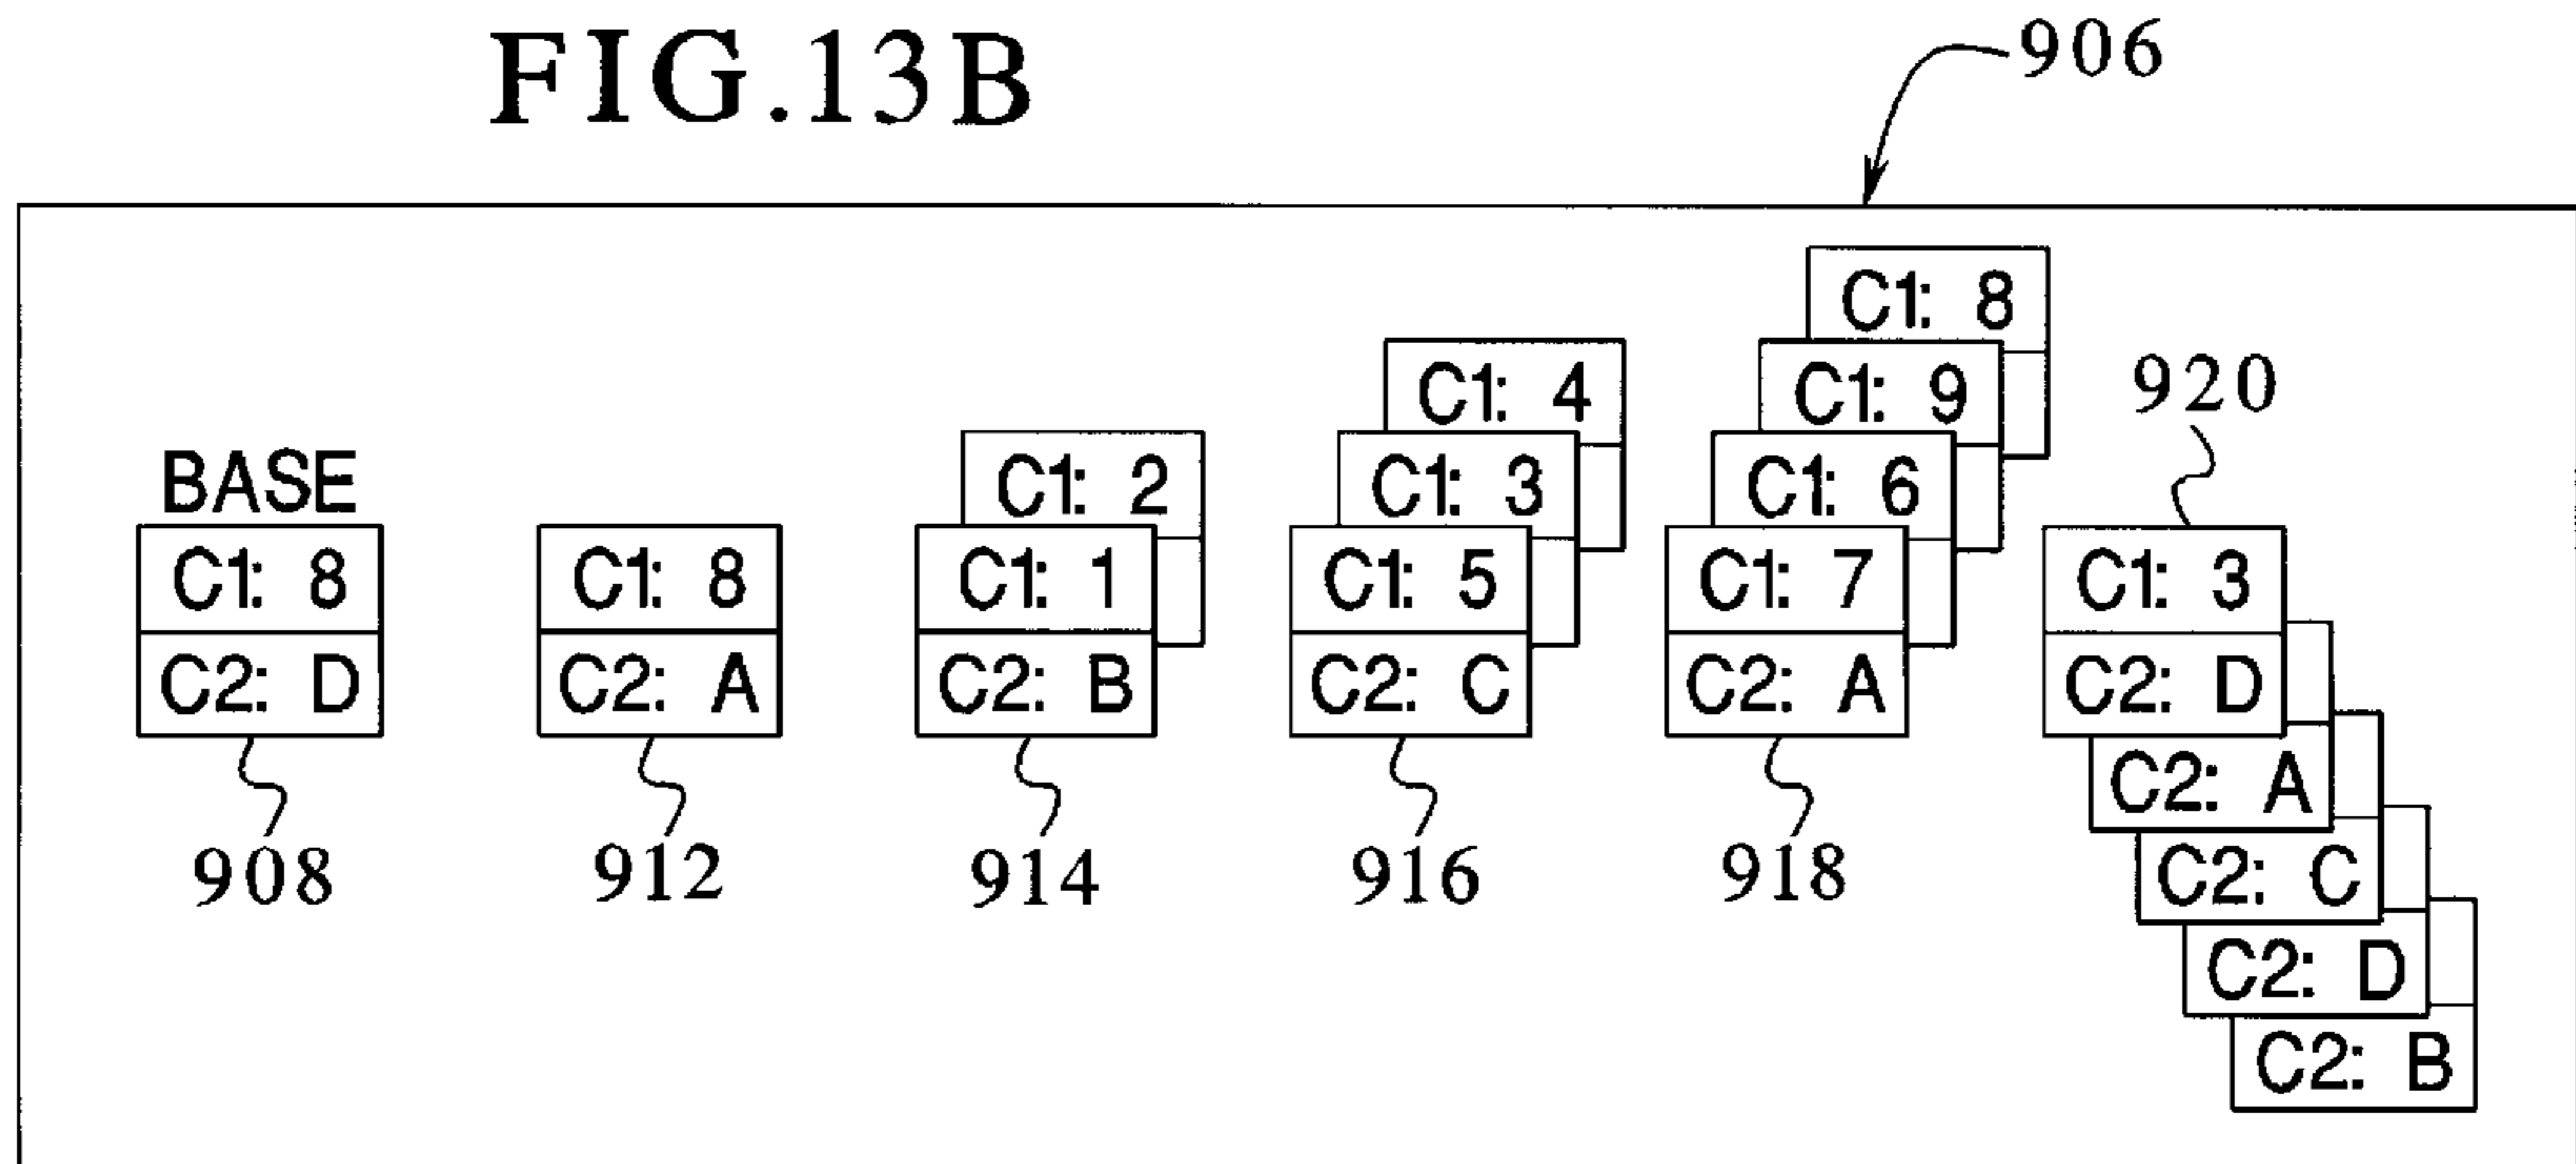 FIG.13B
906
C1: 8
C1: 4
C1: 9
920
BASE
C1: 2
C1: 3
C1: 6
C1: 8
C1: 8
C1: 1
C1: 5
C1: 7
C1: 3
C2: D
C2: A
C2: B
C2: C
C2: A
C2: D
C2: A
908
912
914
916
918
C2: C
C2: D
C2: B